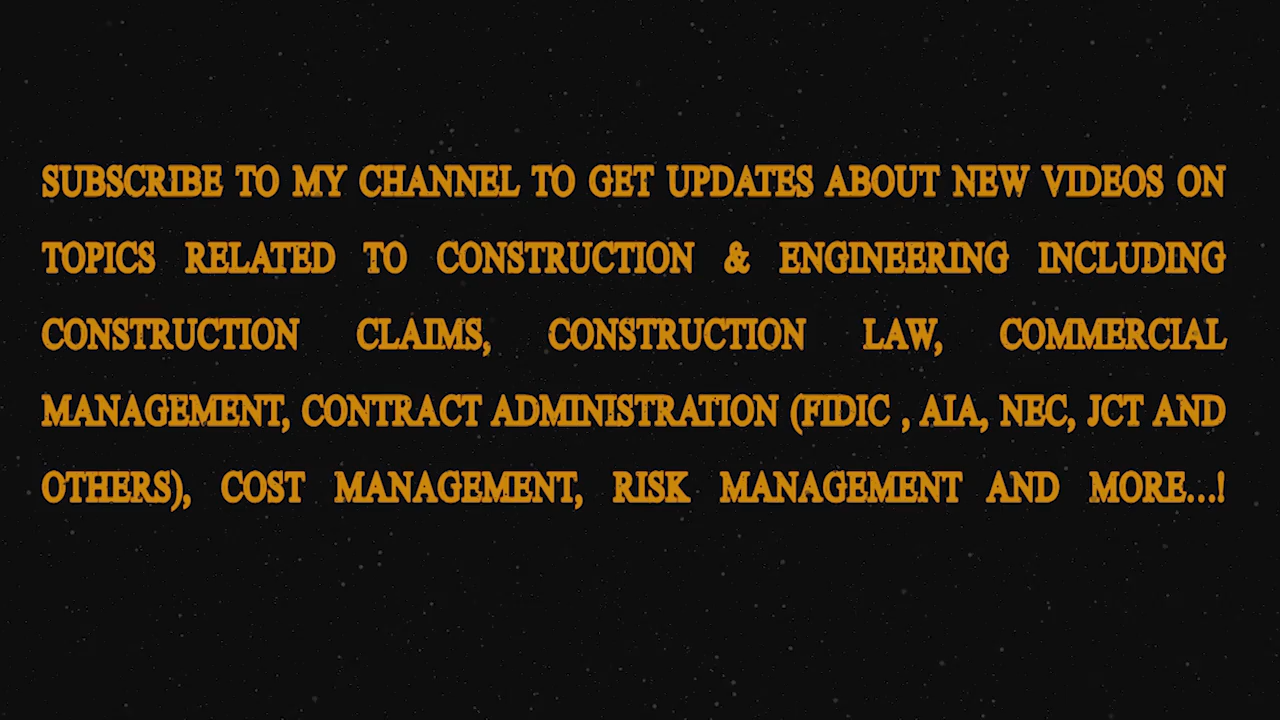 SUBSCRIBE TO MY CHANNEL TO GET UPDATES ABOUT NEW VIDEOS ON
TOPICS RELATED TO CONSTRUCTION & ENGINEERING INCLUDING
CONSTRUCTION CLAIMS, CONSTRUCTION LAW, COMMERCIAL
MANAGEMENT, CONTRACT ADMINISTRATION (FIDIC , AIA, NEC, JCT AND
OTHERS), COST MANAGEMENT, RISK MANAGEMENT AND MORE...!